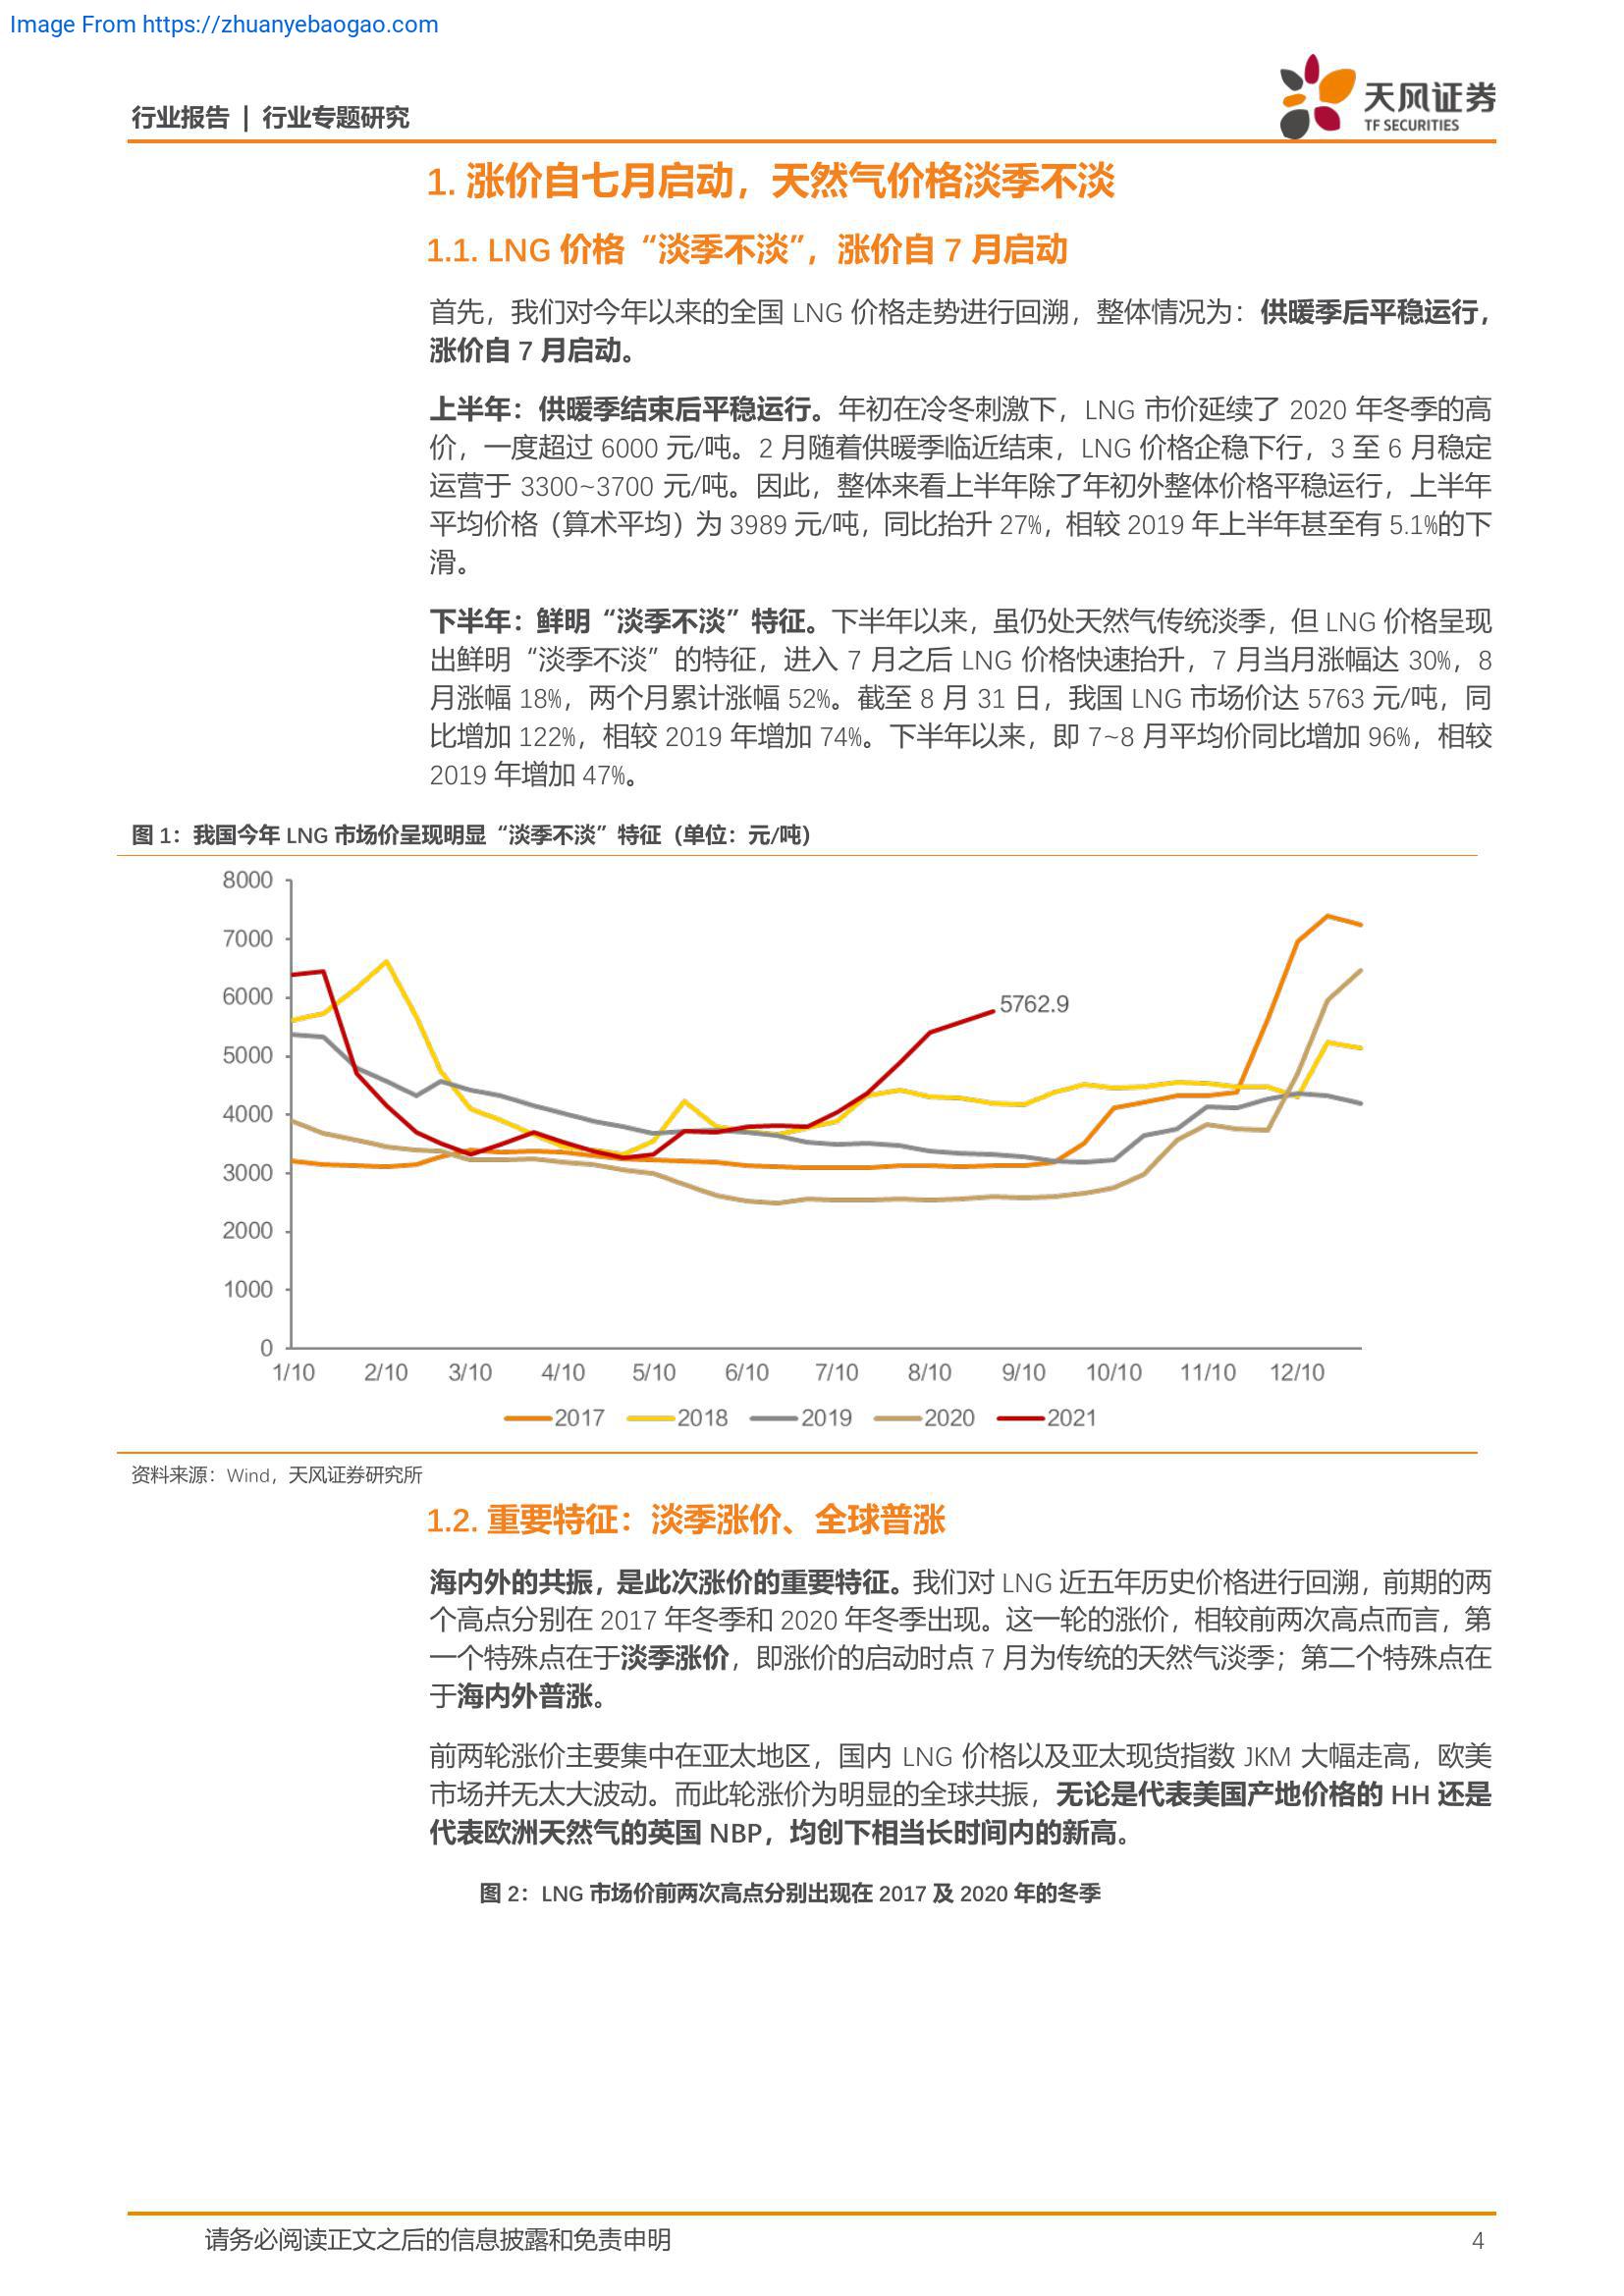 Image From https://zhuanyebaogao.com
行业报告 | 行业专题研究
天风证券
TF SECURITIES
1. 涨价自七月启动，天然气价格淡季不淡
1.1. LNG 价格“淡季不淡”，涨价自 7 月启动
首先，我们对今年以来的全国 LNG 价格走势进行回溯，整体情况为：供暖季后平稳运行，
涨价自 7 月启动。
上半年：供暖季结束后平稳运行。年初在冷冬刺激下，LNG 市价延续了 2020 年冬季的高
价，一度超过 6000 元/吨。2 月随着供暖季临近结束，LNG 价格企稳下行，3 至 6 月稳定
运营于 3300~3700 元/吨。因此，整体来看上半年除了年初外整体价格平稳运行，上半年
平均价格（算术平均）为 3989 元/吨，同比抬升 27%，相较 2019 年上半年甚至有 5.1%的下
滑。
下半年：鲜明“淡季不淡”特征。下半年以来，虽仍处天然气传统淡季，但 LNG 价格呈现
出鲜明“淡季不淡”的特征，进入 7 月之后 LNG 价格快速抬升，7 月当月涨幅达 30%，8
月涨幅 18%，两个月累计涨幅 52%。截至 8 月 31 日，我国 LNG 市场价达 5763 元/吨，同
比增加 122%，相较 2019 年增加 74%。下半年以来，即 7~8 月平均价同比增加 96%，相较
2019 年增加 47%。
图 1：我国今年 LNG 市场价呈现明显“淡季不淡”特征（单位：元/吨）
8000
7000
6000
5000
4000
3000
2000
1000
0
5762.9
1/10 2/10 3/10 4/10 5/10 6/10 7/10 8/10 9/10 10/10 11/10 12/10
2017 2018 2019 2020 2021
资料来源：Wind，天风证券研究所
1.2. 重要特征：淡季涨价、全球普涨
海内外的共振，是此次涨价的重要特征。我们对 LNG 近五年历史价格进行回溯，前期的两
个高点分别在 2017 年冬季和 2020 年冬季出现。这一轮的涨价，相较前两次高点而言，第
一个特殊点在于淡季涨价，即涨价的启动时点 7 月为传统的天然气淡季；第二个特殊点在
于海内外普涨。
前两轮涨价主要集中在亚太地区，国内 LNG 价格以及亚太现货指数 JKM 大幅走高，欧美
市场并无太大波动。而此轮涨价为明显的全球共振，无论是代表美国产地价格的 HH 还是
代表欧洲天然气的英国 NBP，均创下相当长时间内的新高。
图 2：LNG 市场价前两次高点分别出现在 2017 及 2020 年的冬季
请务必阅读正文之后的信息披露和免责申明
4